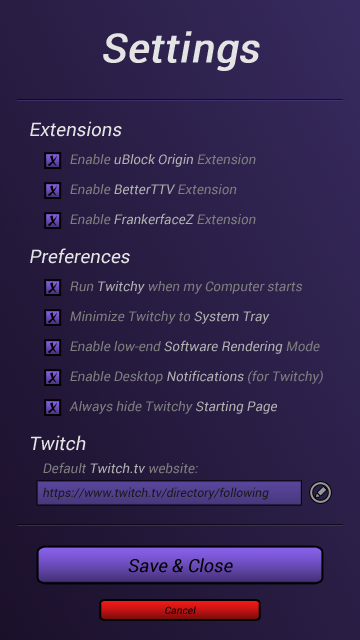 Settings
Extensions
X Enable uBlock Origin Extension
X Enable BetterTTV Extension
X Enable FrankerfaceZ Extension
Preferences
X Run Twitchy when my Computer starts
X Minimize Twitchy to System Tray
X Enable low-end Software Rendering Mode
X Enable Desktop Notifications (for Twitchy)
X Always hide Twitchy Starting Page
Twitch
Default Twitch.tv website:
https://www.twitch.tv/directory/following
Save & Close
Cancel